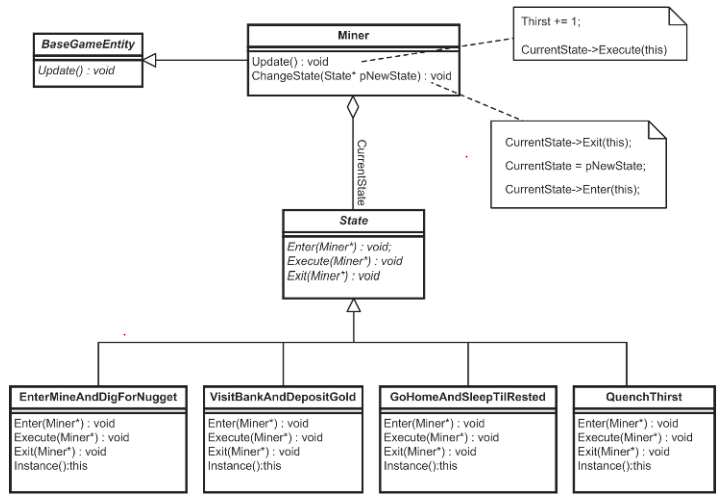 BaseGameEntity
Update() : void
Miner
Update() : void
ChangeState(State* pNewState) : void
Thirst += 1;
CurrentState->Execute(this)
CurrentState->Exit(this);
CurrentState = pNewState;
CurrentState->Enter(this);
CurrentState
State
Enter(Miner*) : void;
Execute(Miner*) : void
Exit(Miner*) : void
EnterMineAndDigForNugget
Enter(Miner*) : void
Execute(Miner*) : void
Exit(Miner*) : void
Instance():this
VisitBankAndDepositGold
Enter(Miner*) : void
Execute(Miner*) : void
Exit(Miner*) : void
Instance():this
GoHomeAndSleepTilRested
Enter(Miner*) : void
Execute(Miner*) : void
Exit(Miner*) : void
Instance():this
QuenchThirst
Enter(Miner*) : void
Execute(Miner*) : void
Exit(Miner*) : void
Instance():this